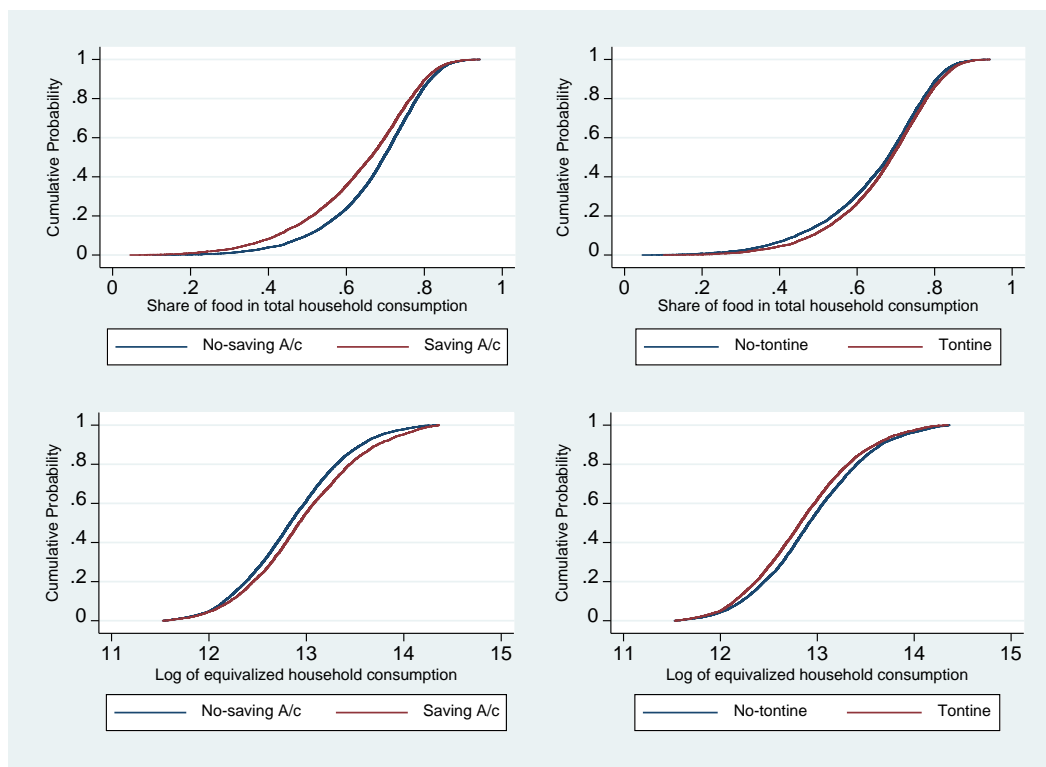 Cumulative Probability
1
.8
.6
.4
.2
0
0 .2 .4 .6 .8 1
Share of food in total household consumption
No-saving A/c Saving A/c
Cumulative Probability
1
.8
.6
.4
.2
0
0 .2 .4 .6 .8 1
Share of food in total household consumption
No-tontine Tontine
Cumulative Probability
1
.8
.6
.4
.2
0
11 12 13 14 15
Log of equivalized household consumption
No-saving A/c Saving A/c
Cumulative Probability
1
.8
.6
.4
.2
0
11 12 13 14 15
Log of equivalized household consumption
No-tontine Tontine